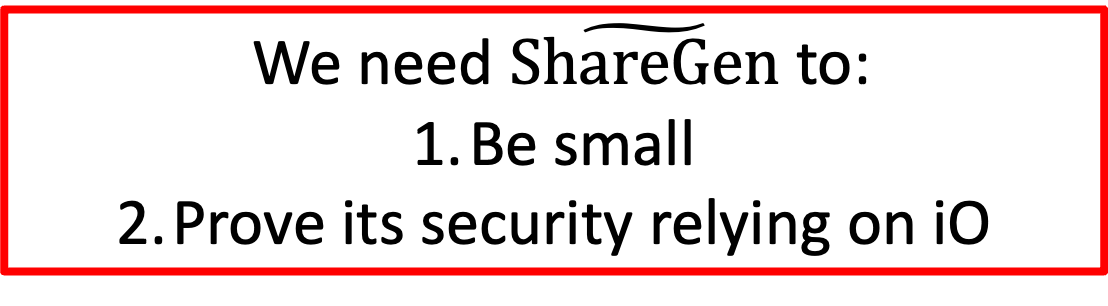 We need ShareGen to:
1. Be small
2. Prove its security relying on iO